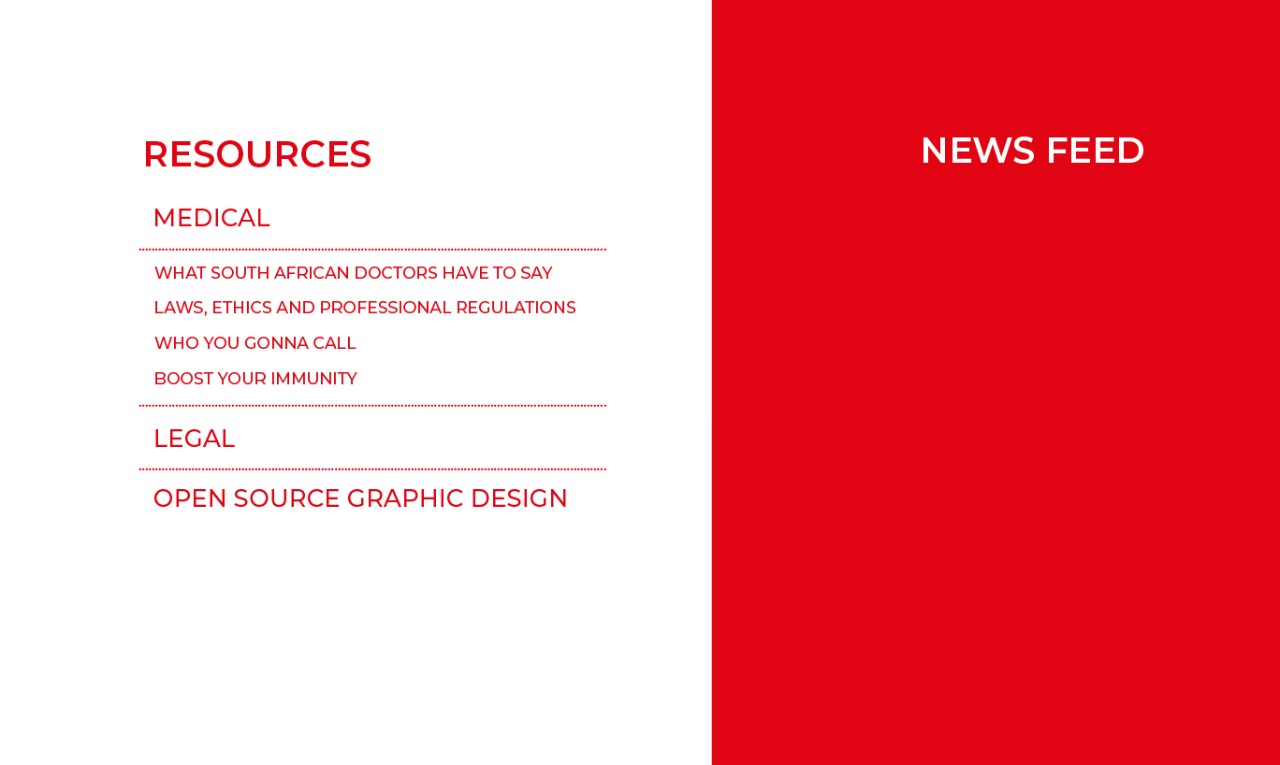 RESOURCES
MEDICAL
WHAT SOUTH AFRICAN DOCTORS HAVE TO SAY
LAWS, ETHICS AND PROFESSIONAL REGULATIONS
WHO YOU GONNA CALL
BOOST YOUR IMMUNITY
LEGAL
OPEN SOURCE GRAPHIC DESIGN
NEWS FEED